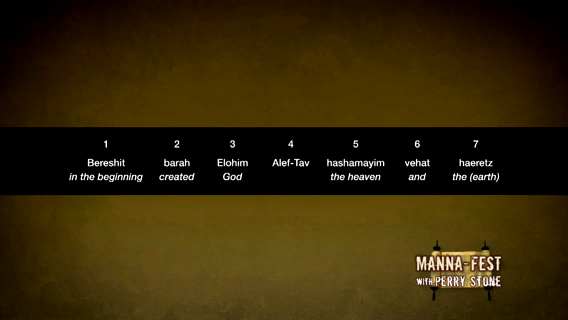 1 2 3 4 5 6 7
Bereshit barah Elohim Alef-Tav hashamayim vehat haeretz
in the beginning created God the heaven and the (earth)
MANNA-FEST
WITH PERRY STONE